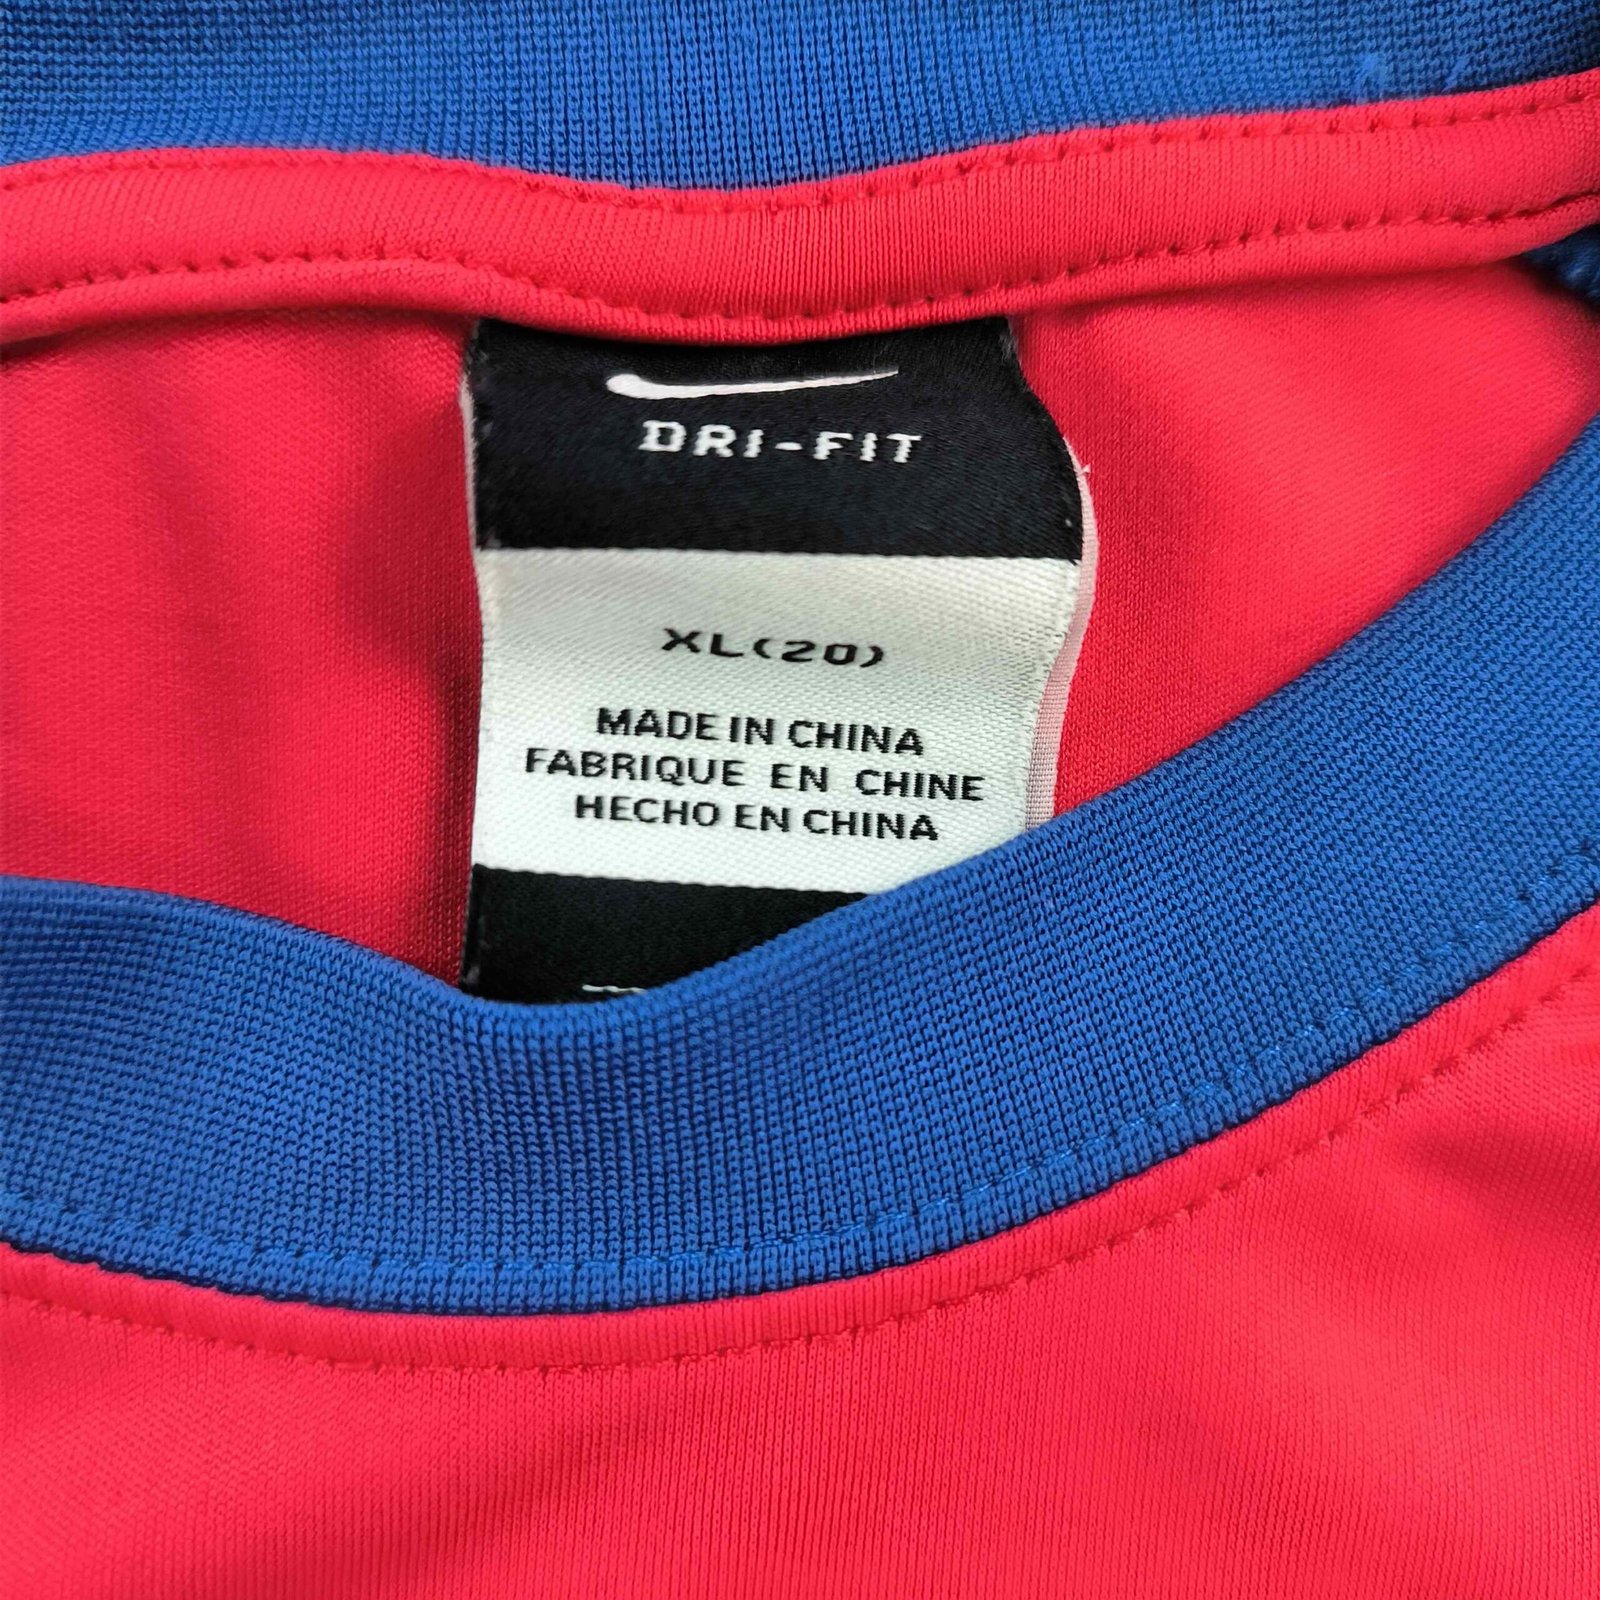 DRI-FIT
XL(20)
MADE IN CHINA
FABRIQUE EN CHINE
HECHO EN CHINA